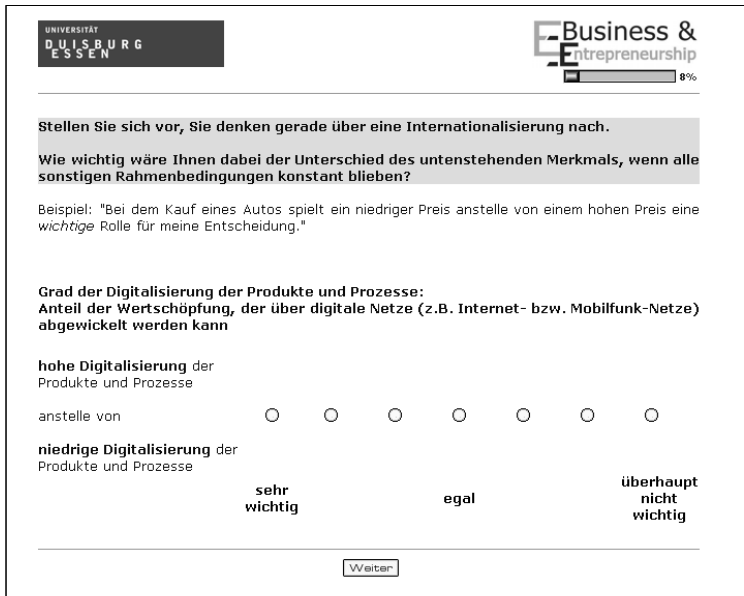 UNIVERSITÄT
DUISBURG
ESSEN
E-Business &
Entrepreneurship
8%
Stellen Sie sich vor, Sie denken gerade über eine Internationalisierung nach.
Wie wichtig wäre Ihnen dabei der Unterschied des untenstehenden Merkmals, wenn alle
sonstigen Rahmenbedingungen konstant blieben?
Beispiel: "Bei dem Kauf eines Autos spielt ein niedriger Preis anstelle von einem hohen Preis eine
wichtige Rolle für meine Entscheidung."
Grad der Digitalisierung der Produkte und Prozesse:
Anteil der Wertschöpfung, der über digitale Netze (z.B. Internet- bzw. Mobilfunk-Netze)
abgewickelt werden kann
hohe Digitalisierung der
Produkte und Prozesse
anstelle von
niedrige Digitalisierung der
Produkte und Prozesse
sehr
wichtig
egal
überhaupt
nicht
wichtig
Weiter